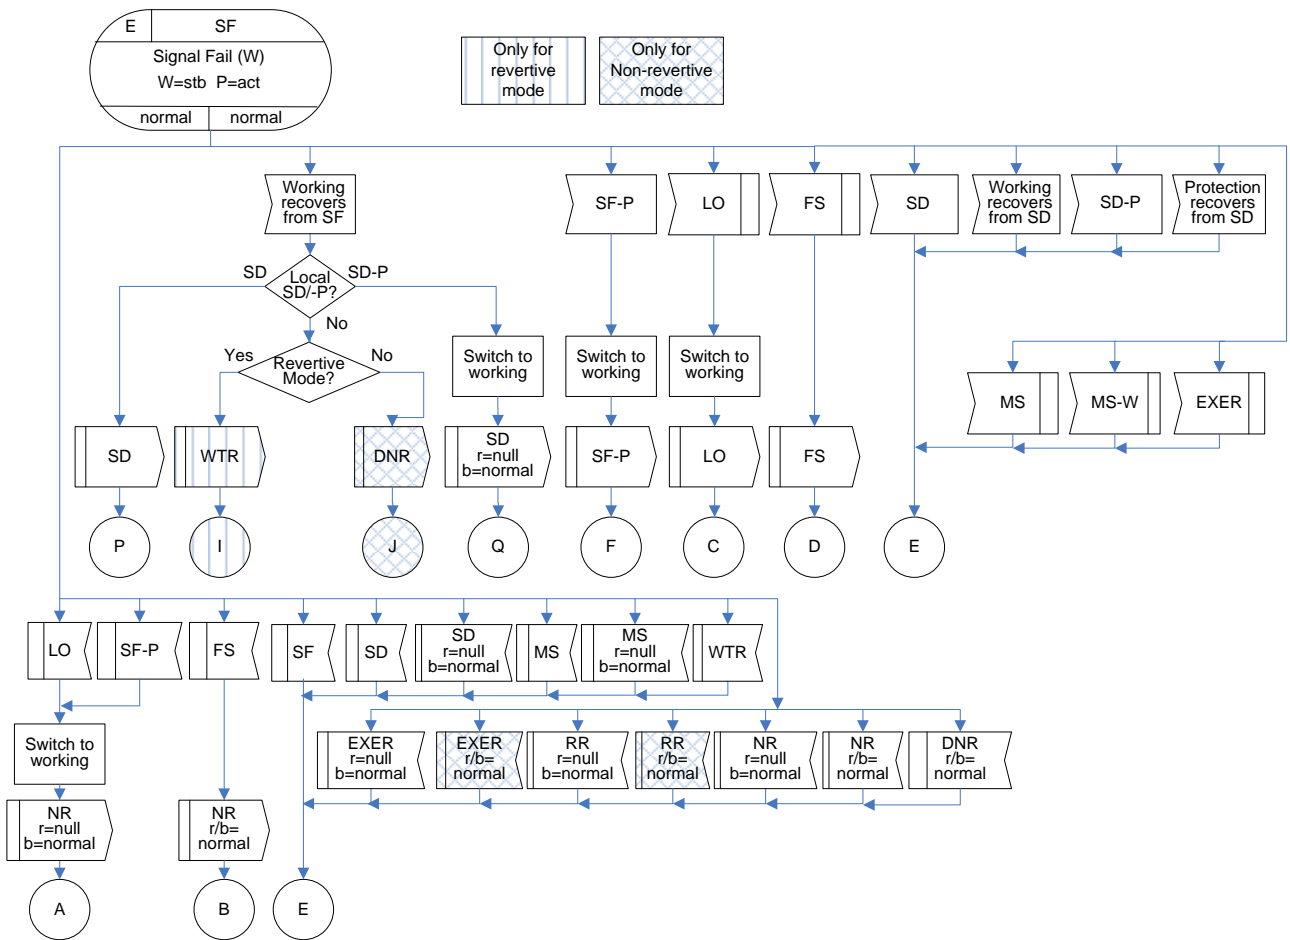 E
SF
Signal Fail (W)
W=stb P=act
normal
normal
Only for
revertive
mode
Only for
Non-revertive
mode
Working
recovers
from SF
SF-P
LO
FS
SD
Working
recovers
from SD
SD-P
Protection
recovers
from SD
SD
Local
SD/-P?
SD-P
No
Yes
Revertive
Mode?
No
Switch to
working
Switch to
working
Switch to
working
MS
MS-W
EXER
SD
WTR
DNR
SD
r=null
b=normal
SF-P
LO
FS
P
I
J
Q
F
C
D
E
LO
SF-P
FS
SF
SD
SD
r=null
b=normal
MS
MS
r=null
b=normal
WTR
Switch to
working
EXER
r=null
b=normal
EXER
r/b=
normal
RR
r=null
b=normal
RR
r/b=
normal
NR
r=null
b=normal
NR
r/b=
normal
DNR
r/b=
normal
NR
r=null
b=normal
NR
r/b=
normal
A
B
E